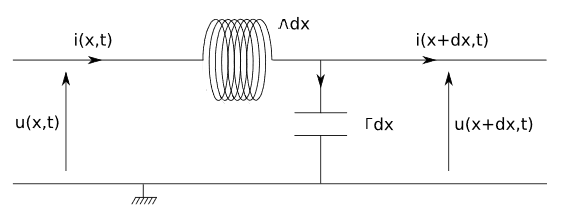 Λdx
i(x,t)
i(x+dx,t)
u(x,t)
Γdx
u(x+dx,t)